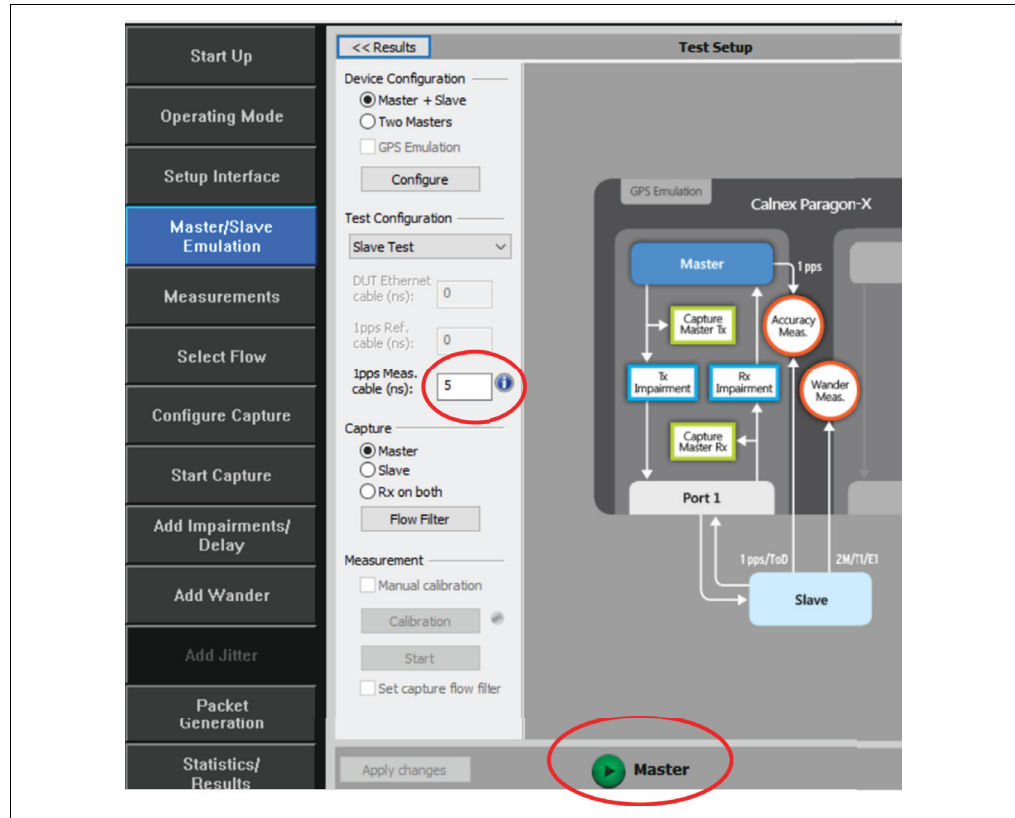 Start Up
Operating Mode
Setup Interface
Master/Slave
Emulation
Measurements
Select Flow
Configure Capture
Start Capture
Add Impairments/
Delay
Add Wander
Add Jitter
Packet
Generation
Statistics/
Results
<< Results
Test Setup
Device Configuration
Master + Slave
Two Masters
GPS Emulation
Configure
Test Configuration
Slave Test
DUT Ethernet
cable (ns):
0
1pps Ref.
cable (ns):
0
1pps Meas.
cable (ns):
5
Capture
Master
Slave
Rx on both
Flow Filter
Measurement
Manual calibration
Calibration
Start
Set capture flow filter
Apply changes
Master
GPS Emulation
Calnex Paragon-X
Master
1 pps
Capture
Master Tx
Accuracy
Meas.
Tx
Impairment
Rx
Impairment
Wander
Meas.
Capture
Master Rx
Port 1
1 pps/ToD
2M/T1/E1
Slave